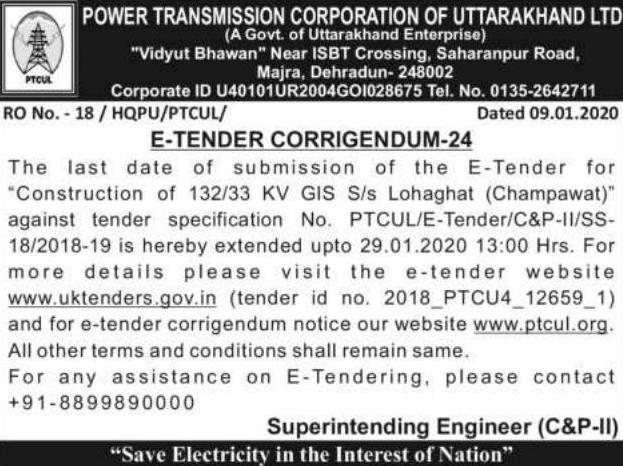 POWER TRANSMISSION CORPORATION OF UTTARAKHAND LTD
(A Govt. of Uttarakhand Enterprise)
"Vidyut Bhawan" Near ISBT Crossing, Saharanpur Road,
Majra, Dehradun- 248002
PTCUL
Corporate ID U40101UR2004GOI028675 Tel. No. 0135-2642711
RO No. - 18 / HQPU/PTCUL/ Dated 09.01.2020
E-TENDER CORRIGENDUM-24
The last date of submission of the E-Tender for
“Construction of 132/33 KV GIS S/s Lohaghat (Champawat)”
against tender specification No. PTCUL/E-Tender/C&P-II/SS-
18/2018-19 is hereby extended upto 29.01.2020 13:00 Hrs. For
more details please visit the e-tender website
www.uktenders.gov.in (tender id no. 2018_PTCU4_12659_1)
and for e-tender corrigendum notice our website www.ptcul.org.
All other terms and conditions shall remain same.
For any assistance on E-Tendering, please contact
+91-8899890000
Superintending Engineer (C&P-II)
“Save Electricity in the Interest of Nation”